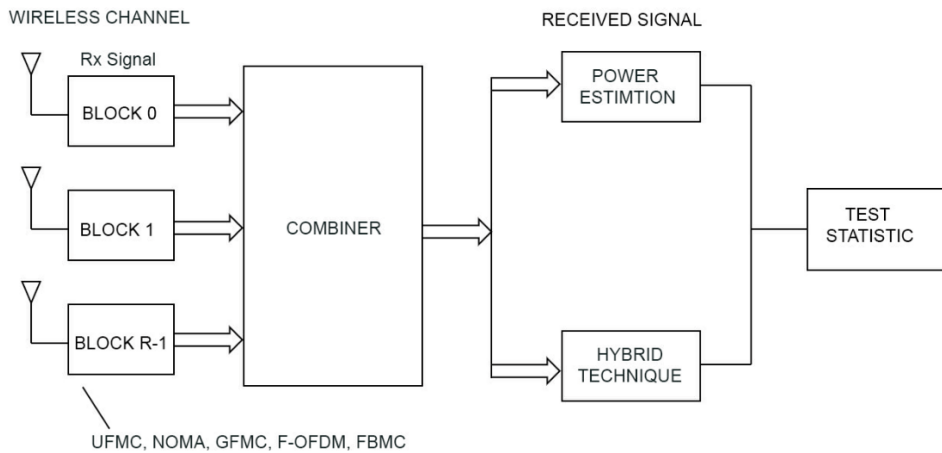 WIRELESS CHANNEL
RECEIVED SIGNAL
Rx Signal
BLOCK 0
BLOCK 1
BLOCK R-1
COMBINER
POWER
ESTIMTION
HYBRID
TECHNIQUE
TEST
STATISTIC
UFMC, NOMA, GFMC, F-OFDM, FBMC